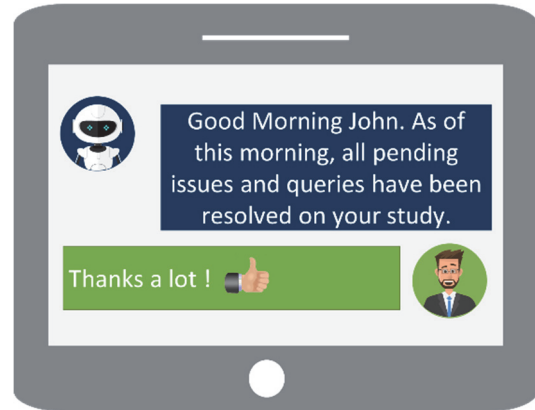 Good Morning John. As of
this morning, all pending
issues and queries have been
resolved on your study.
Thanks a lot !